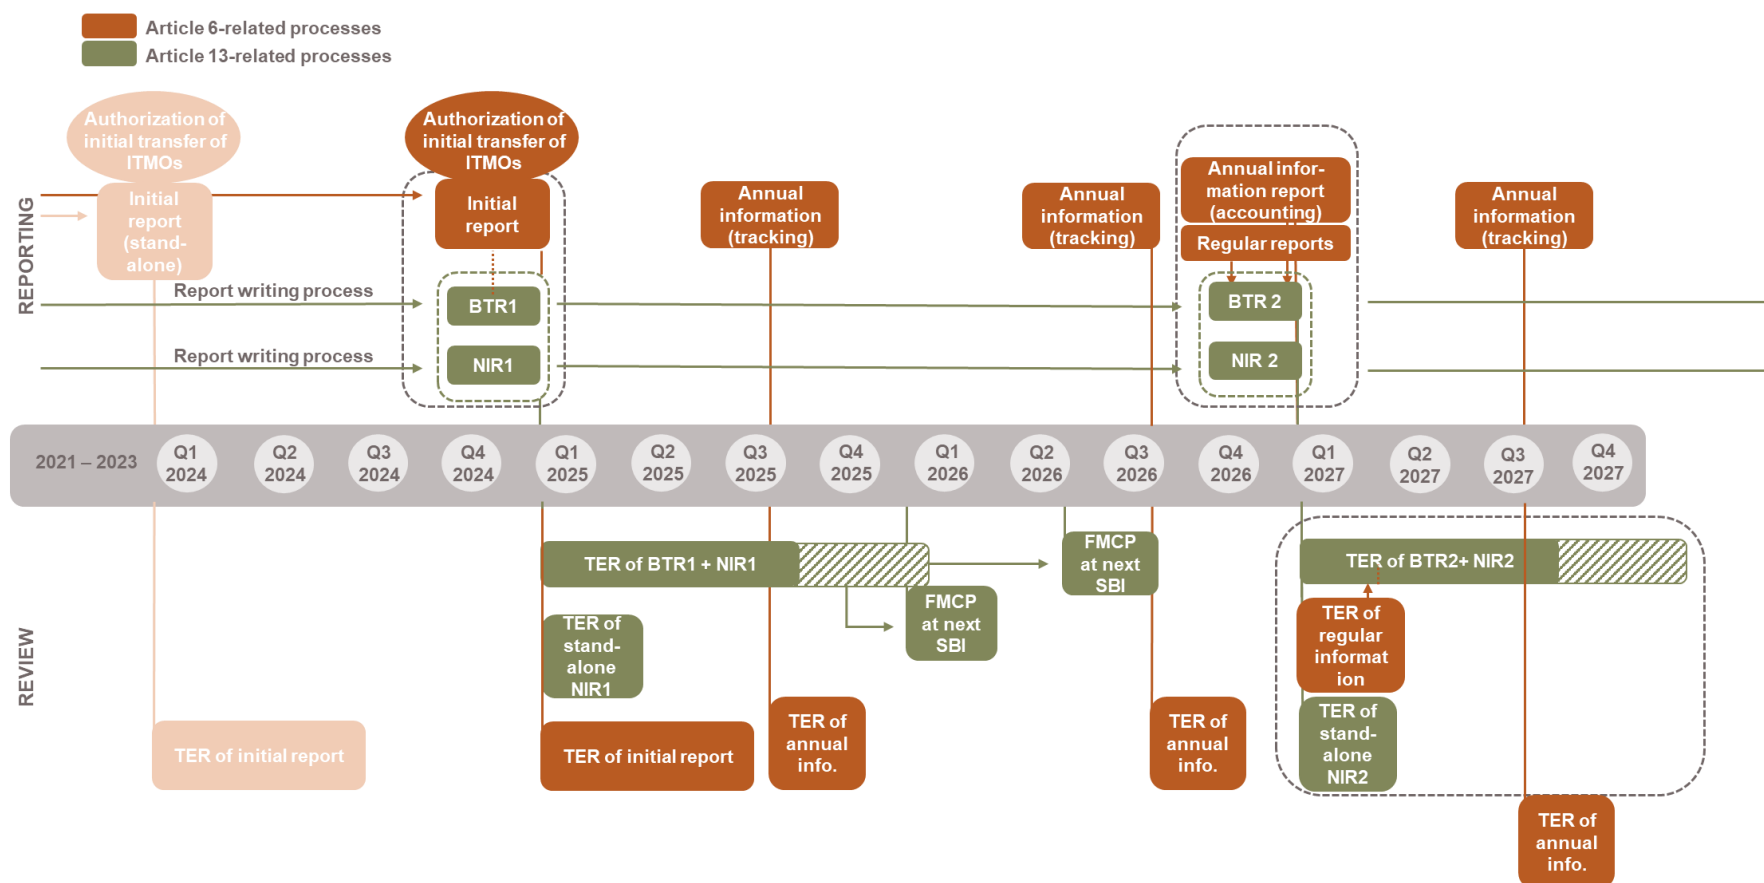 Article 6-related processes
Article 13-related processes
REPORTING
Authorization of
initial transfer of
ITMOs
Initial
report
(stand-
alone)
Authorization of
initial transfer of
ITMOs
Initial
report
Annual
information
(tracking)
Annual
information
(tracking)
Annual infor-
mation report
(accounting)
Regular reports
Annual
information
(tracking)
Report writing process
BTR1
BTR 2
Report writing process
NIR1
NIR 2
2021 – 2023
Q1
2024
Q2
2024
Q3
2024
Q4
2024
Q1
2025
Q2
2025
Q3
2025
Q4
2025
Q1
2026
Q2
2026
Q3
2026
Q4
2026
Q1
2027
Q2
2027
Q3
2027
Q4
2027
REVIEW
TER of BTR1 + NIR1
FMCP
at next
SBI
FMCP
at next
SBI
TER of BTR2+ NIR2
TER of
stand-
alone
NIR1
TER of
regular
informat
ion
TER of initial report
TER of initial report
TER of
annual
info.
TER of
annual
info.
TER of
stand-
alone
NIR2
TER of
annual
info.